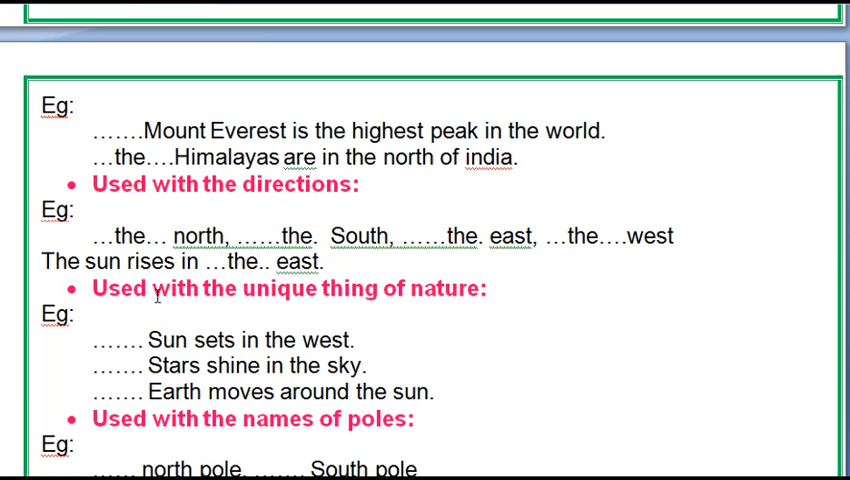 Eg:
…….Mount Everest is the highest peak in the world.
…the….Himalayas are in the north of india.
• Used with the directions:
Eg:
…the… north, ……the.  South, ……the. east, …the….west
The sun rises in …the.. east.
• Used with the unique thing of nature:
Eg:
……. Sun sets in the west.
……. Stars shine in the sky.
……. Earth moves around the sun.
• Used with the names of poles:
Eg:
…… north pole, ……. South pole